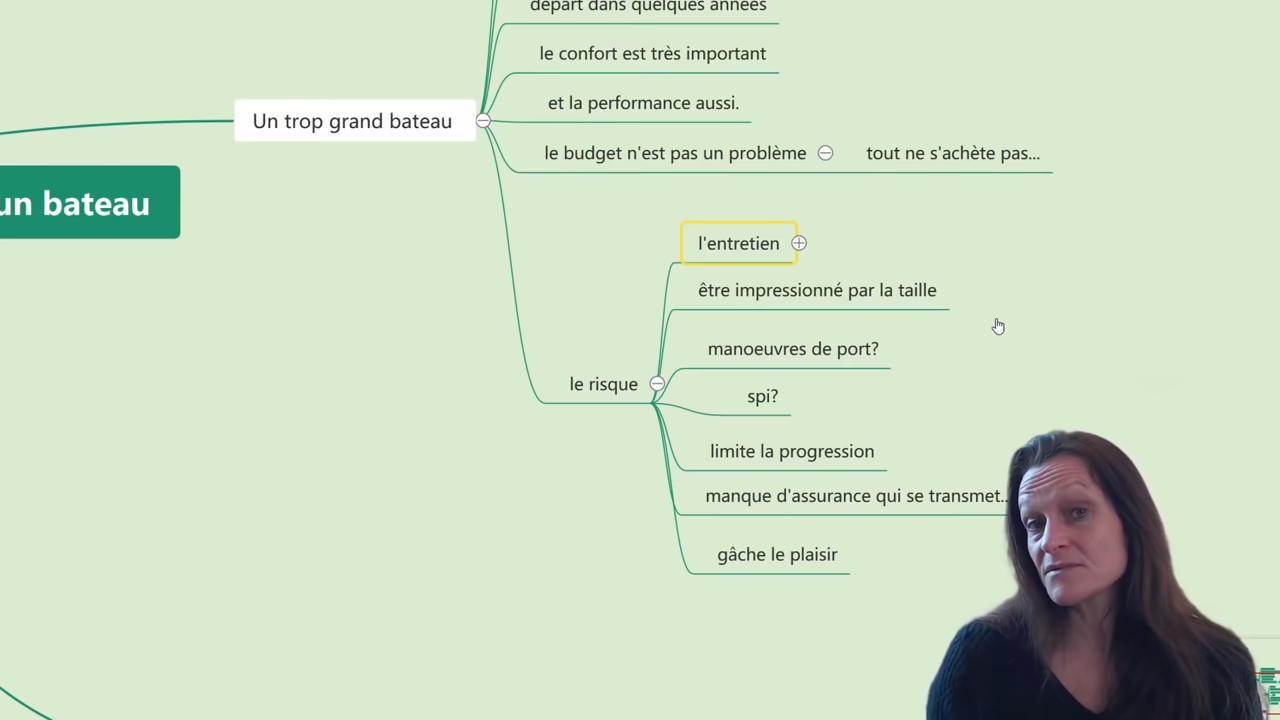 départ dans quelques années
le confort est très important
et la performance aussi.
Un trop grand bateau
le budget n'est pas un problème
tout ne s'achète pas...
un bateau
l'entretien
être impressionné par la taille
manoeuvres de port?
le risque
spi?
limite la progression
manque d'assurance qui se transmet..
gâche le plaisir